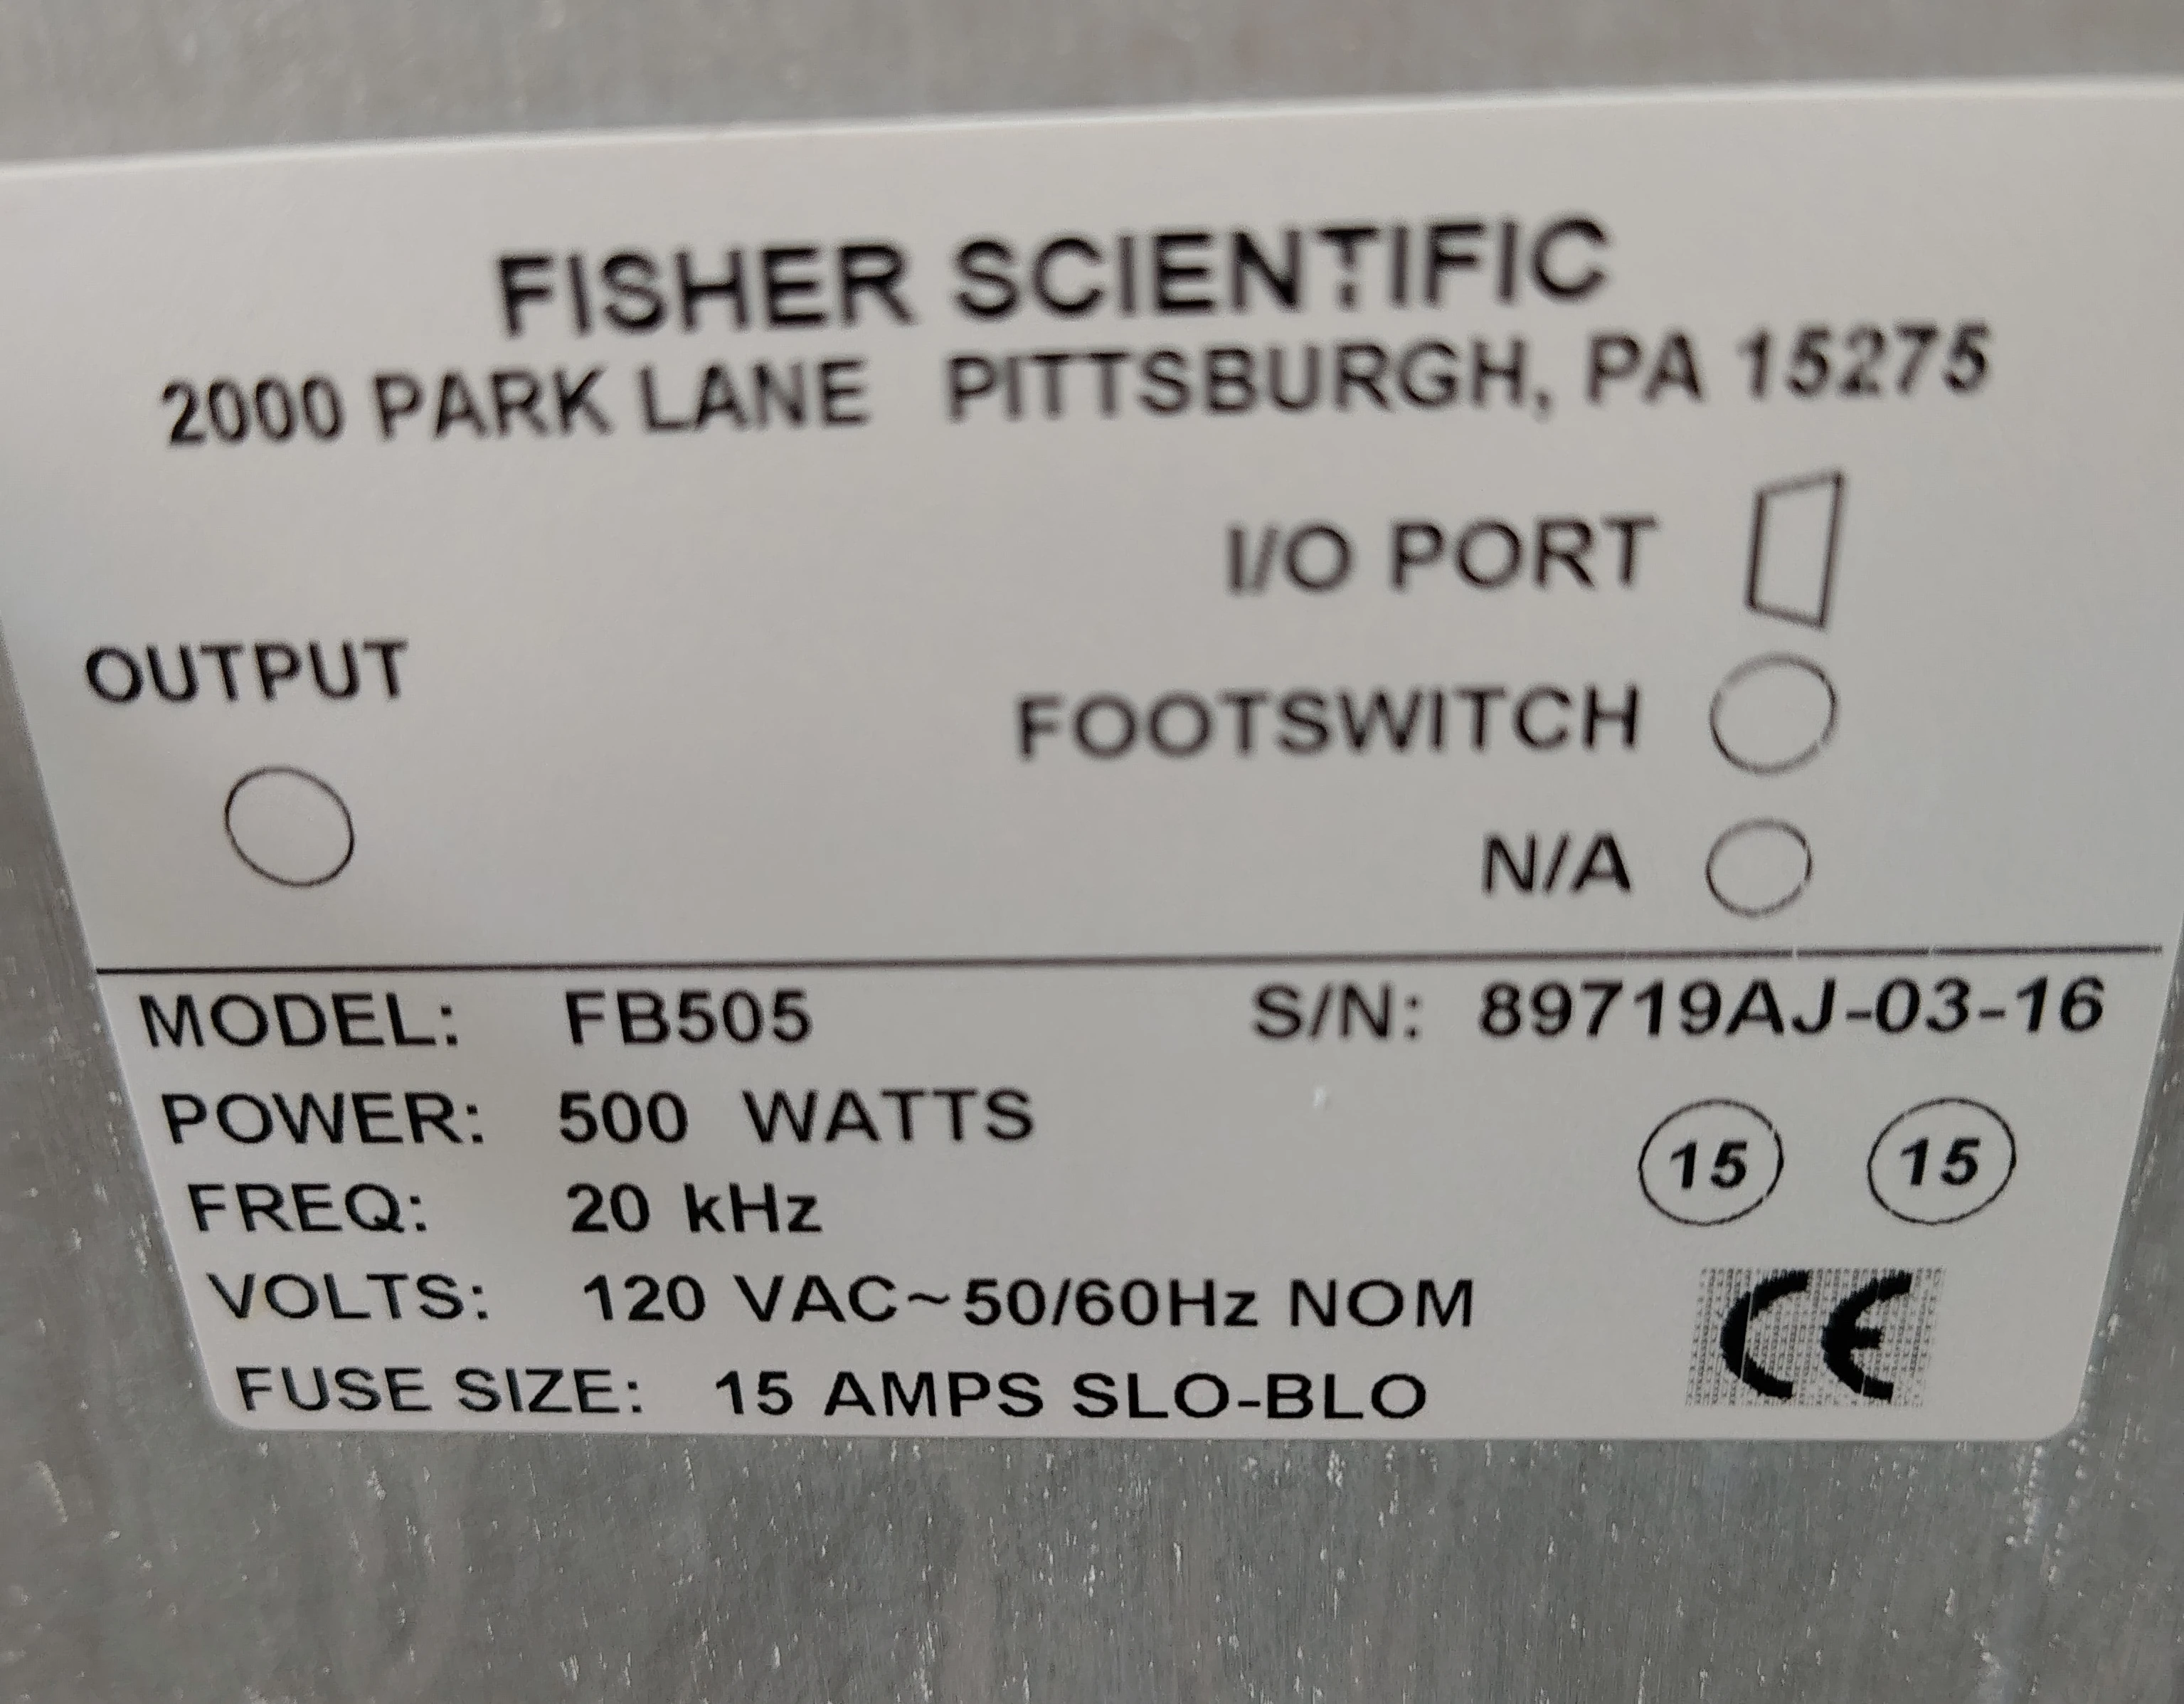 FISHER SCIENTIFIC
2000 PARK LANE PITTSBURGH, PA 15275
I/O PORT
OUTPUT
FOOTSWITCH
N/A
MODEL: FB505 S/N: 89719AJ-03-16
POWER: 500 WATTS
15 15
FREQ: 20 kHz
VOLTS: 120 VAC~50/60Hz NOM
CE
FUSE SIZE: 15 AMPS SLO-BLO